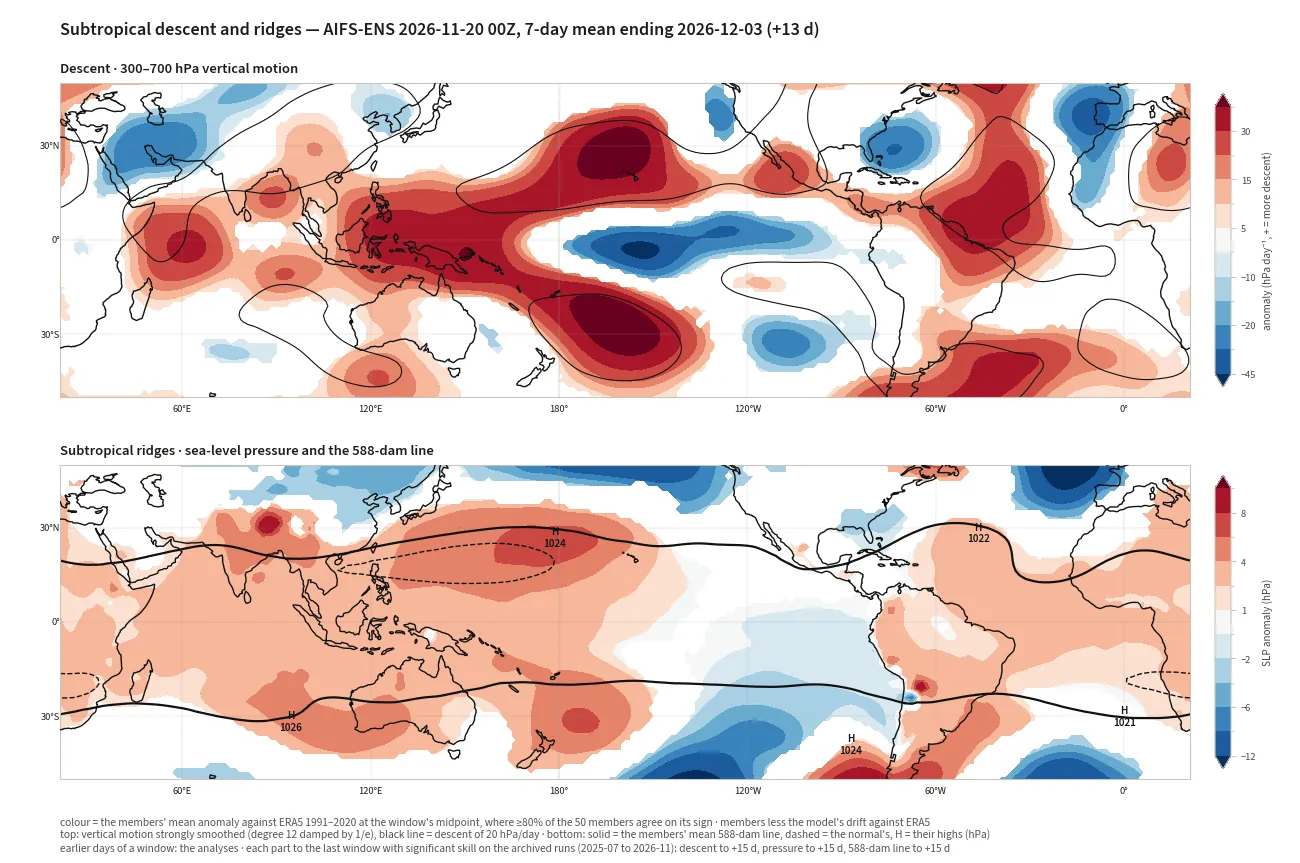 Subtropical descent and ridges — AIFS-ENS 2026-11-20 00Z, 7-day mean ending 2026-12-03 (+13 d)
Descent · 300–700 hPa vertical motion
30°N
0°
30°S
60°E 120°E 180° 120°W 60°W 0°
30
15
5
−10
−20
−45
anomaly (hPa day⁻¹, + = more descent)
Subtropical ridges · sea-level pressure and the 588-dam line
30°N
0°
30°S
H
1024
H
1022
H
1026
H
1024
H
1021
60°E 120°E 180° 120°W 60°W 0°
8
4
1
−2
−6
−12
SLP anomaly (hPa)
colour = the members' mean anomaly against ERA5 1991–2020 at the window's midpoint, where ≥80% of the 50 members agree on its sign · members less the model's drift against ERA5
top: vertical motion strongly smoothed (degree 12 damped by 1/e), black line = descent of 20 hPa/day · bottom: solid = the members' mean 588-dam line, dashed = the normal's, H = their highs (hPa)
earlier days of a window: the analyses · each part to the last window with significant skill on the archived runs (2025-07 to 2026-11): descent to +15 d, pressure to +15 d, 588-dam line to +15 d